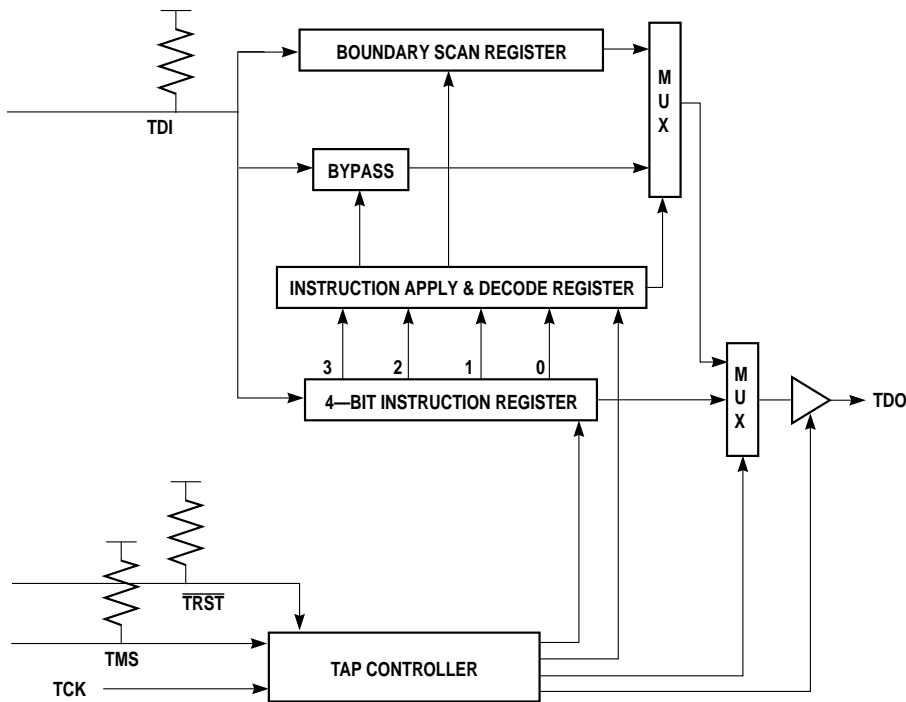 BOUNDARY SCAN REGISTER
M
U
X
TDI
BYPASS
INSTRUCTION APPLY & DECODE REGISTER
3 2 1 0
4—BIT INSTRUCTION REGISTER
M
U
X
TDO
TRST
TMS
TAP CONTROLLER
TCK